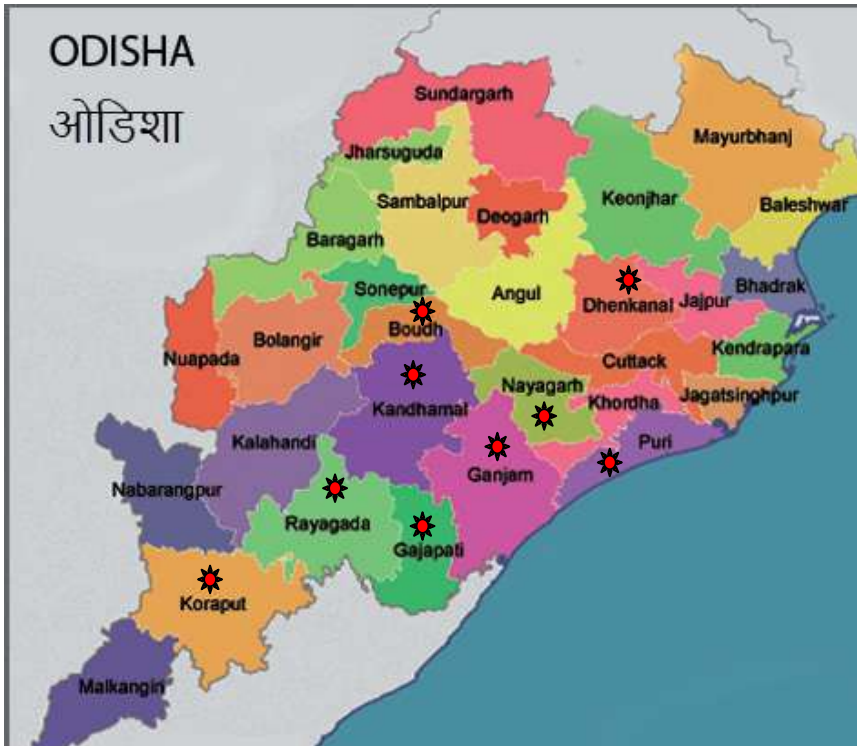 ODISHA
ओडिशा
Sundargarh
Mayurbhanj
Jharsuguda
Sambalpur
Deogarh
Keonjhar
Baleshwar
Baragarh
Sonepur
Angul
Dhenkanal
Jajpur
Bhadrak
Boudh
Bolangir
Nuapada
Cuttack
Kendrapara
Nayagarh
Khordha
Jagatsinghpur
Kandhamal
Kalahandi
Puri
Ganjam
Nabarangpur
Rayagada
Gajapati
Koraput
Malkangiri